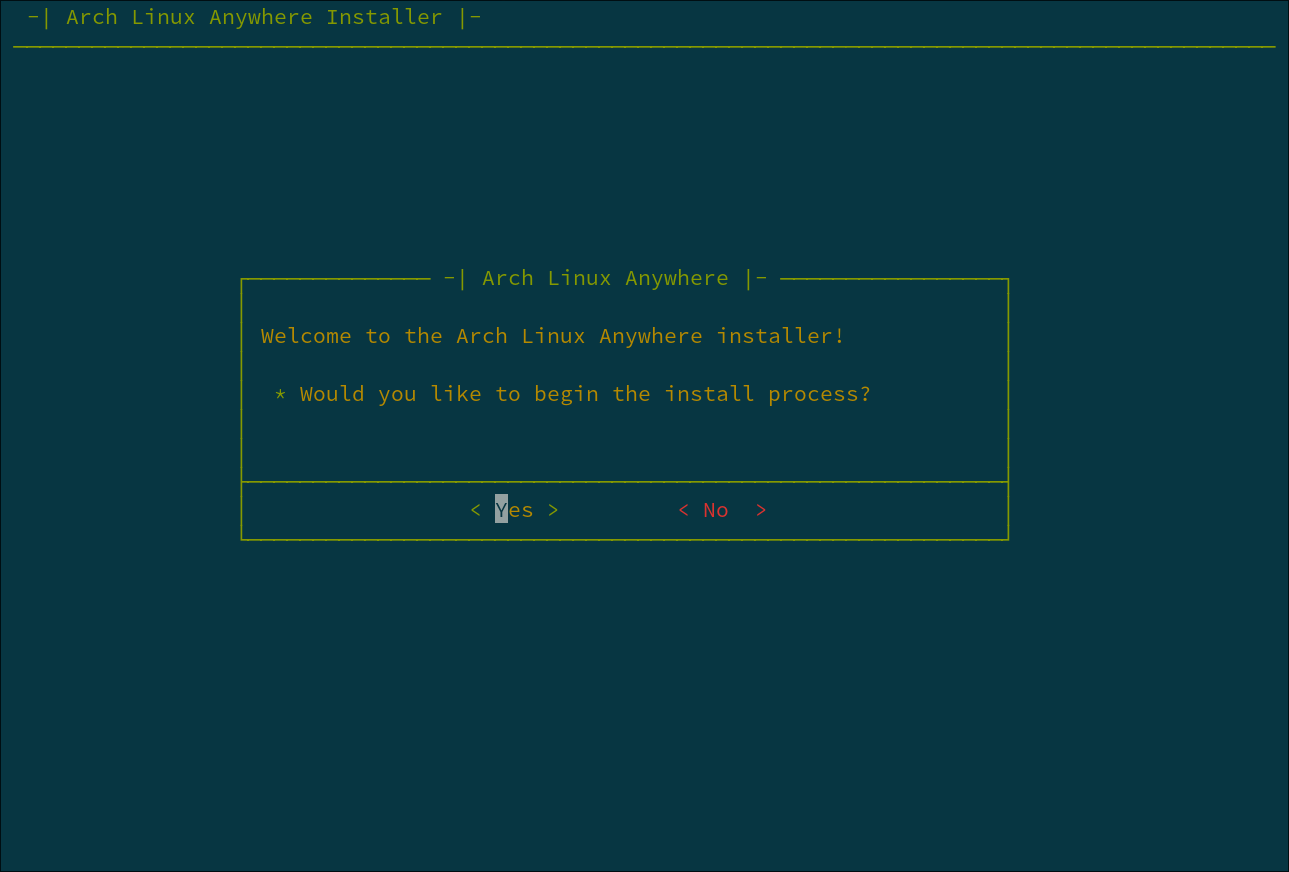 -| Arch Linux Anywhere Installer |-
-| Arch Linux Anywhere |-
Welcome to the Arch Linux Anywhere installer!
* Would you like to begin the install process?
< Yes > < No >